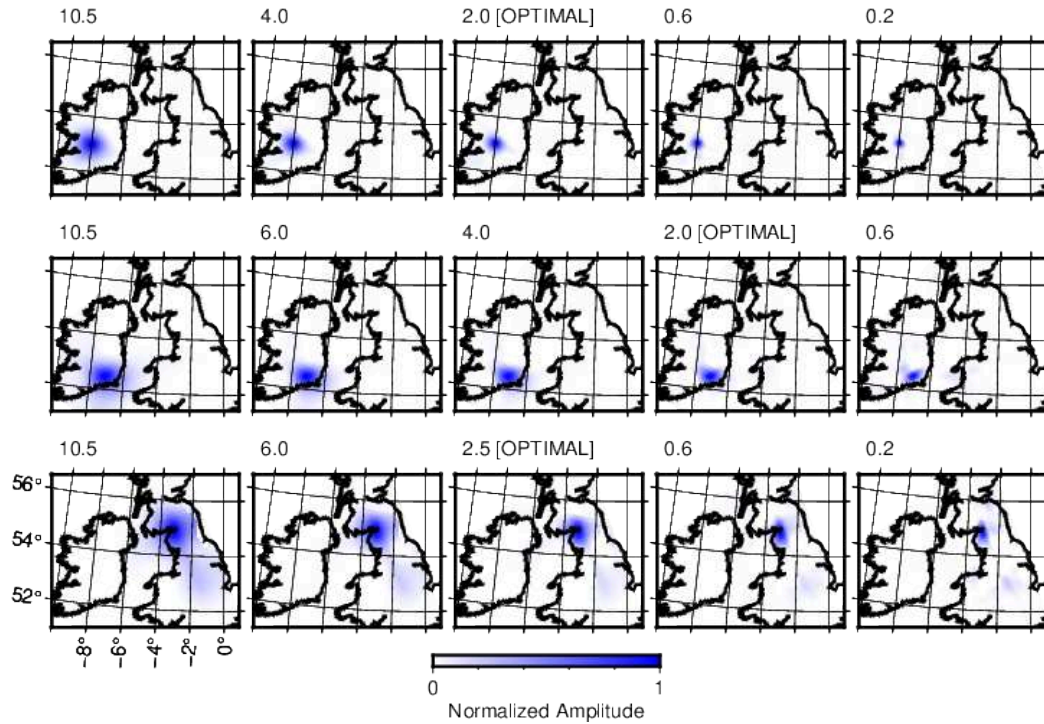 10.5 4.0 2.0 [OPTIMAL] 0.6 0.2
10.5 6.0 4.0 2.0 [OPTIMAL] 0.6
10.5 6.0 2.5 [OPTIMAL] 0.6 0.2
56°
54°
52°
-8° -6° -4° -2° 0°
0 1
Normalized Amplitude